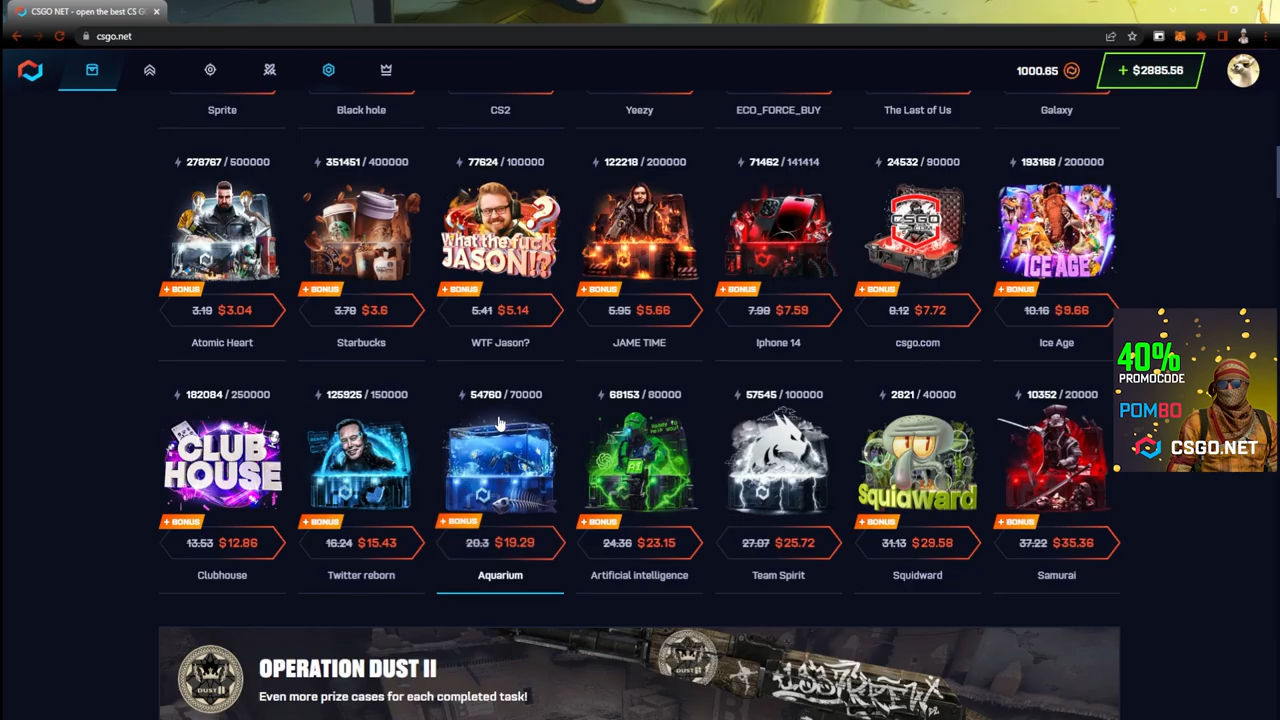 CSGO NET - open the best CS G
csgo.net
1000.65
+ $2885.56
Sprite
Black hole
CS2
Yeezy
ECO_FORCE_BUY
The Last of Us
Galaxy
278767 / 500000
351451 / 400000
77624 / 100000
122218 / 200000
71462 / 141414
24532 / 90000
193168 / 200000
What the fuck
JASON!?
CSGO
ICE AGE
+ BONUS
+ BONUS
+ BONUS
+ BONUS
+ BONUS
+ BONUS
+ BONUS
3.19 $3.04
3.79 $3.6
5.41 $5.14
5.95 $5.66
7.99 $7.59
8.12 $7.72
10.16 $9.66
Atomic Heart
Starbucks
WTF Jason?
JAME TIME
Iphone 14
csgo.com
Ice Age
40%
PROMOCODE
POMBO
CSGO.NET
182084 / 250000
125925 / 150000
54760 / 70000
68153 / 80000
57545 / 100000
2821 / 40000
10352 / 20000
CLUB
HOUSE
AI
Squidward
+ BONUS
+ BONUS
+ BONUS
+ BONUS
+ BONUS
+ BONUS
+ BONUS
13.53 $12.86
16.24 $15.43
20.3 $19.29
24.36 $23.15
27.07 $25.72
31.13 $29.58
37.22 $35.36
Clubhouse
Twitter reborn
Aquarium
Artificial intelligence
Team Spirit
Squidward
Samurai
OPERATION DUST II
Even more prize cases for each completed task!
DUST II